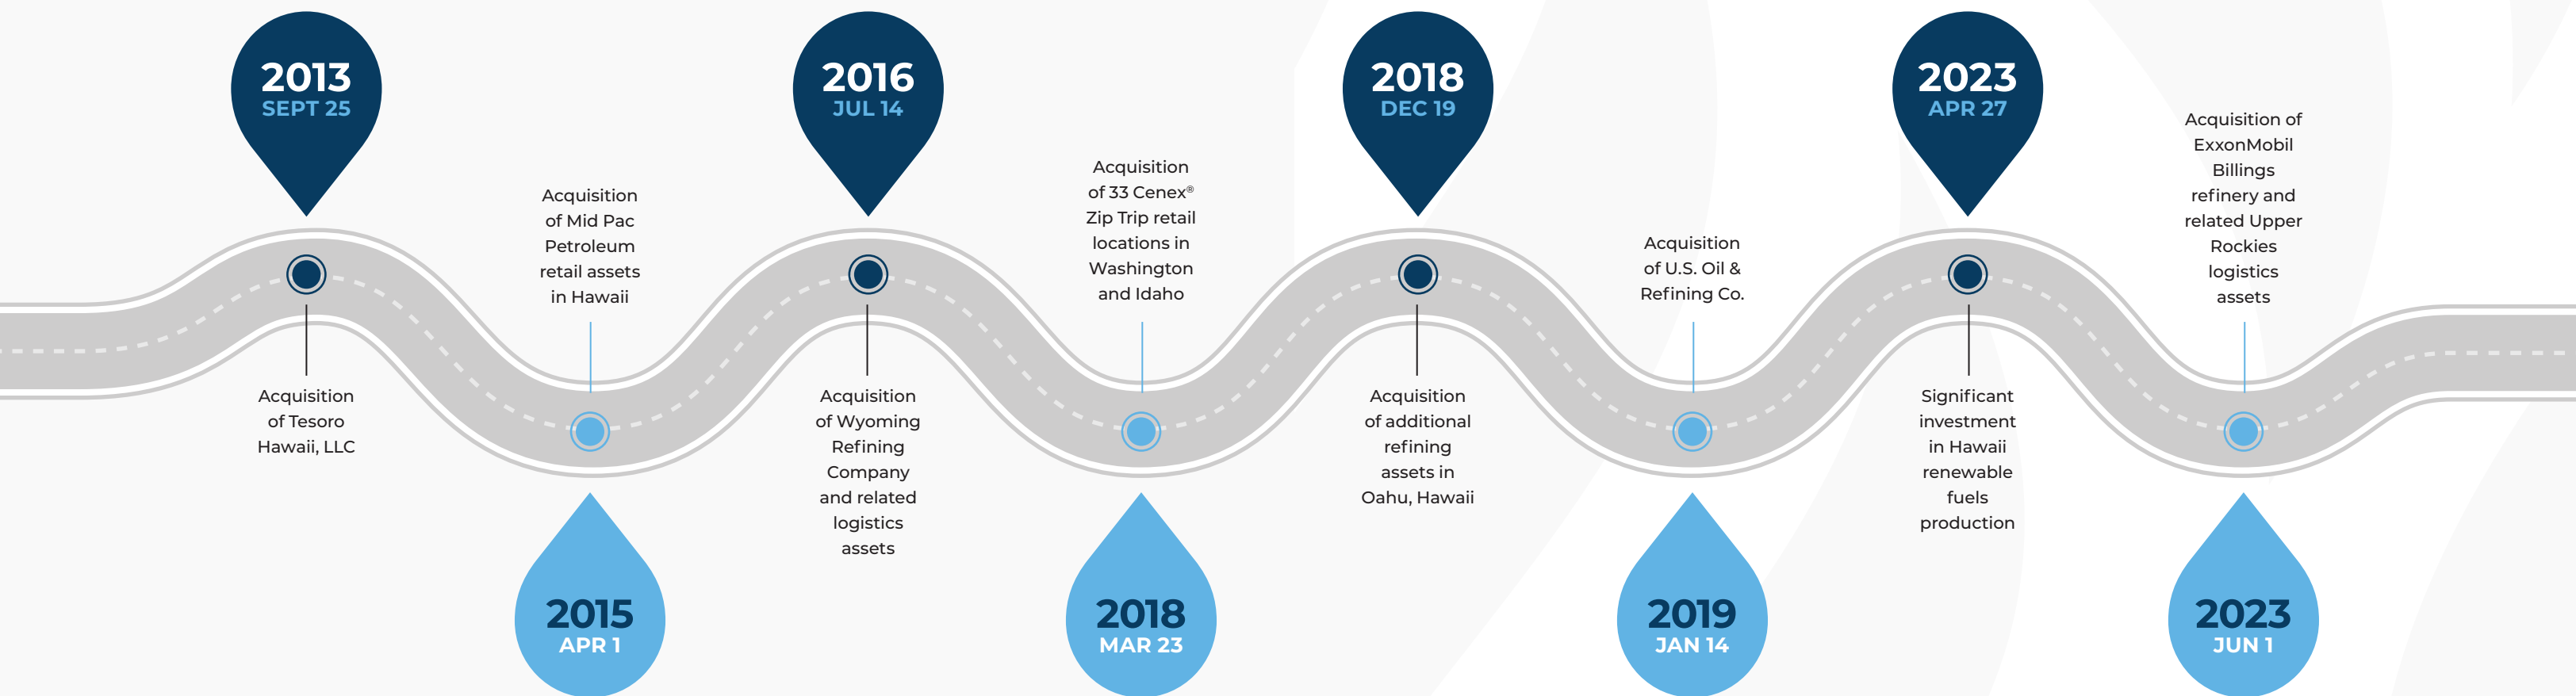 2013
SEPT 25
Acquisition
of Tesoro
Hawaii, LLC
Acquisition
of Mid Pac
Petroleum
retail assets
in Hawaii
2015
APR 1
2016
JUL 14
Acquisition
of Wyoming
Refining
Company
and related
logistics
assets
Acquisition
of 33 Cenex®
Zip Trip retail
locations in
Washington
and Idaho
2018
MAR 23
2018
DEC 19
Acquisition
of additional
refining
assets in
Oahu, Hawaii
Acquisition
of U.S. Oil &
Refining Co.
2019
JAN 14
2023
APR 27
Significant
investment
in Hawaii
renewable
fuels
production
Acquisition of
ExxonMobil
Billings
refinery and
related Upper
Rockies
logistics
assets
2023
JUN 1